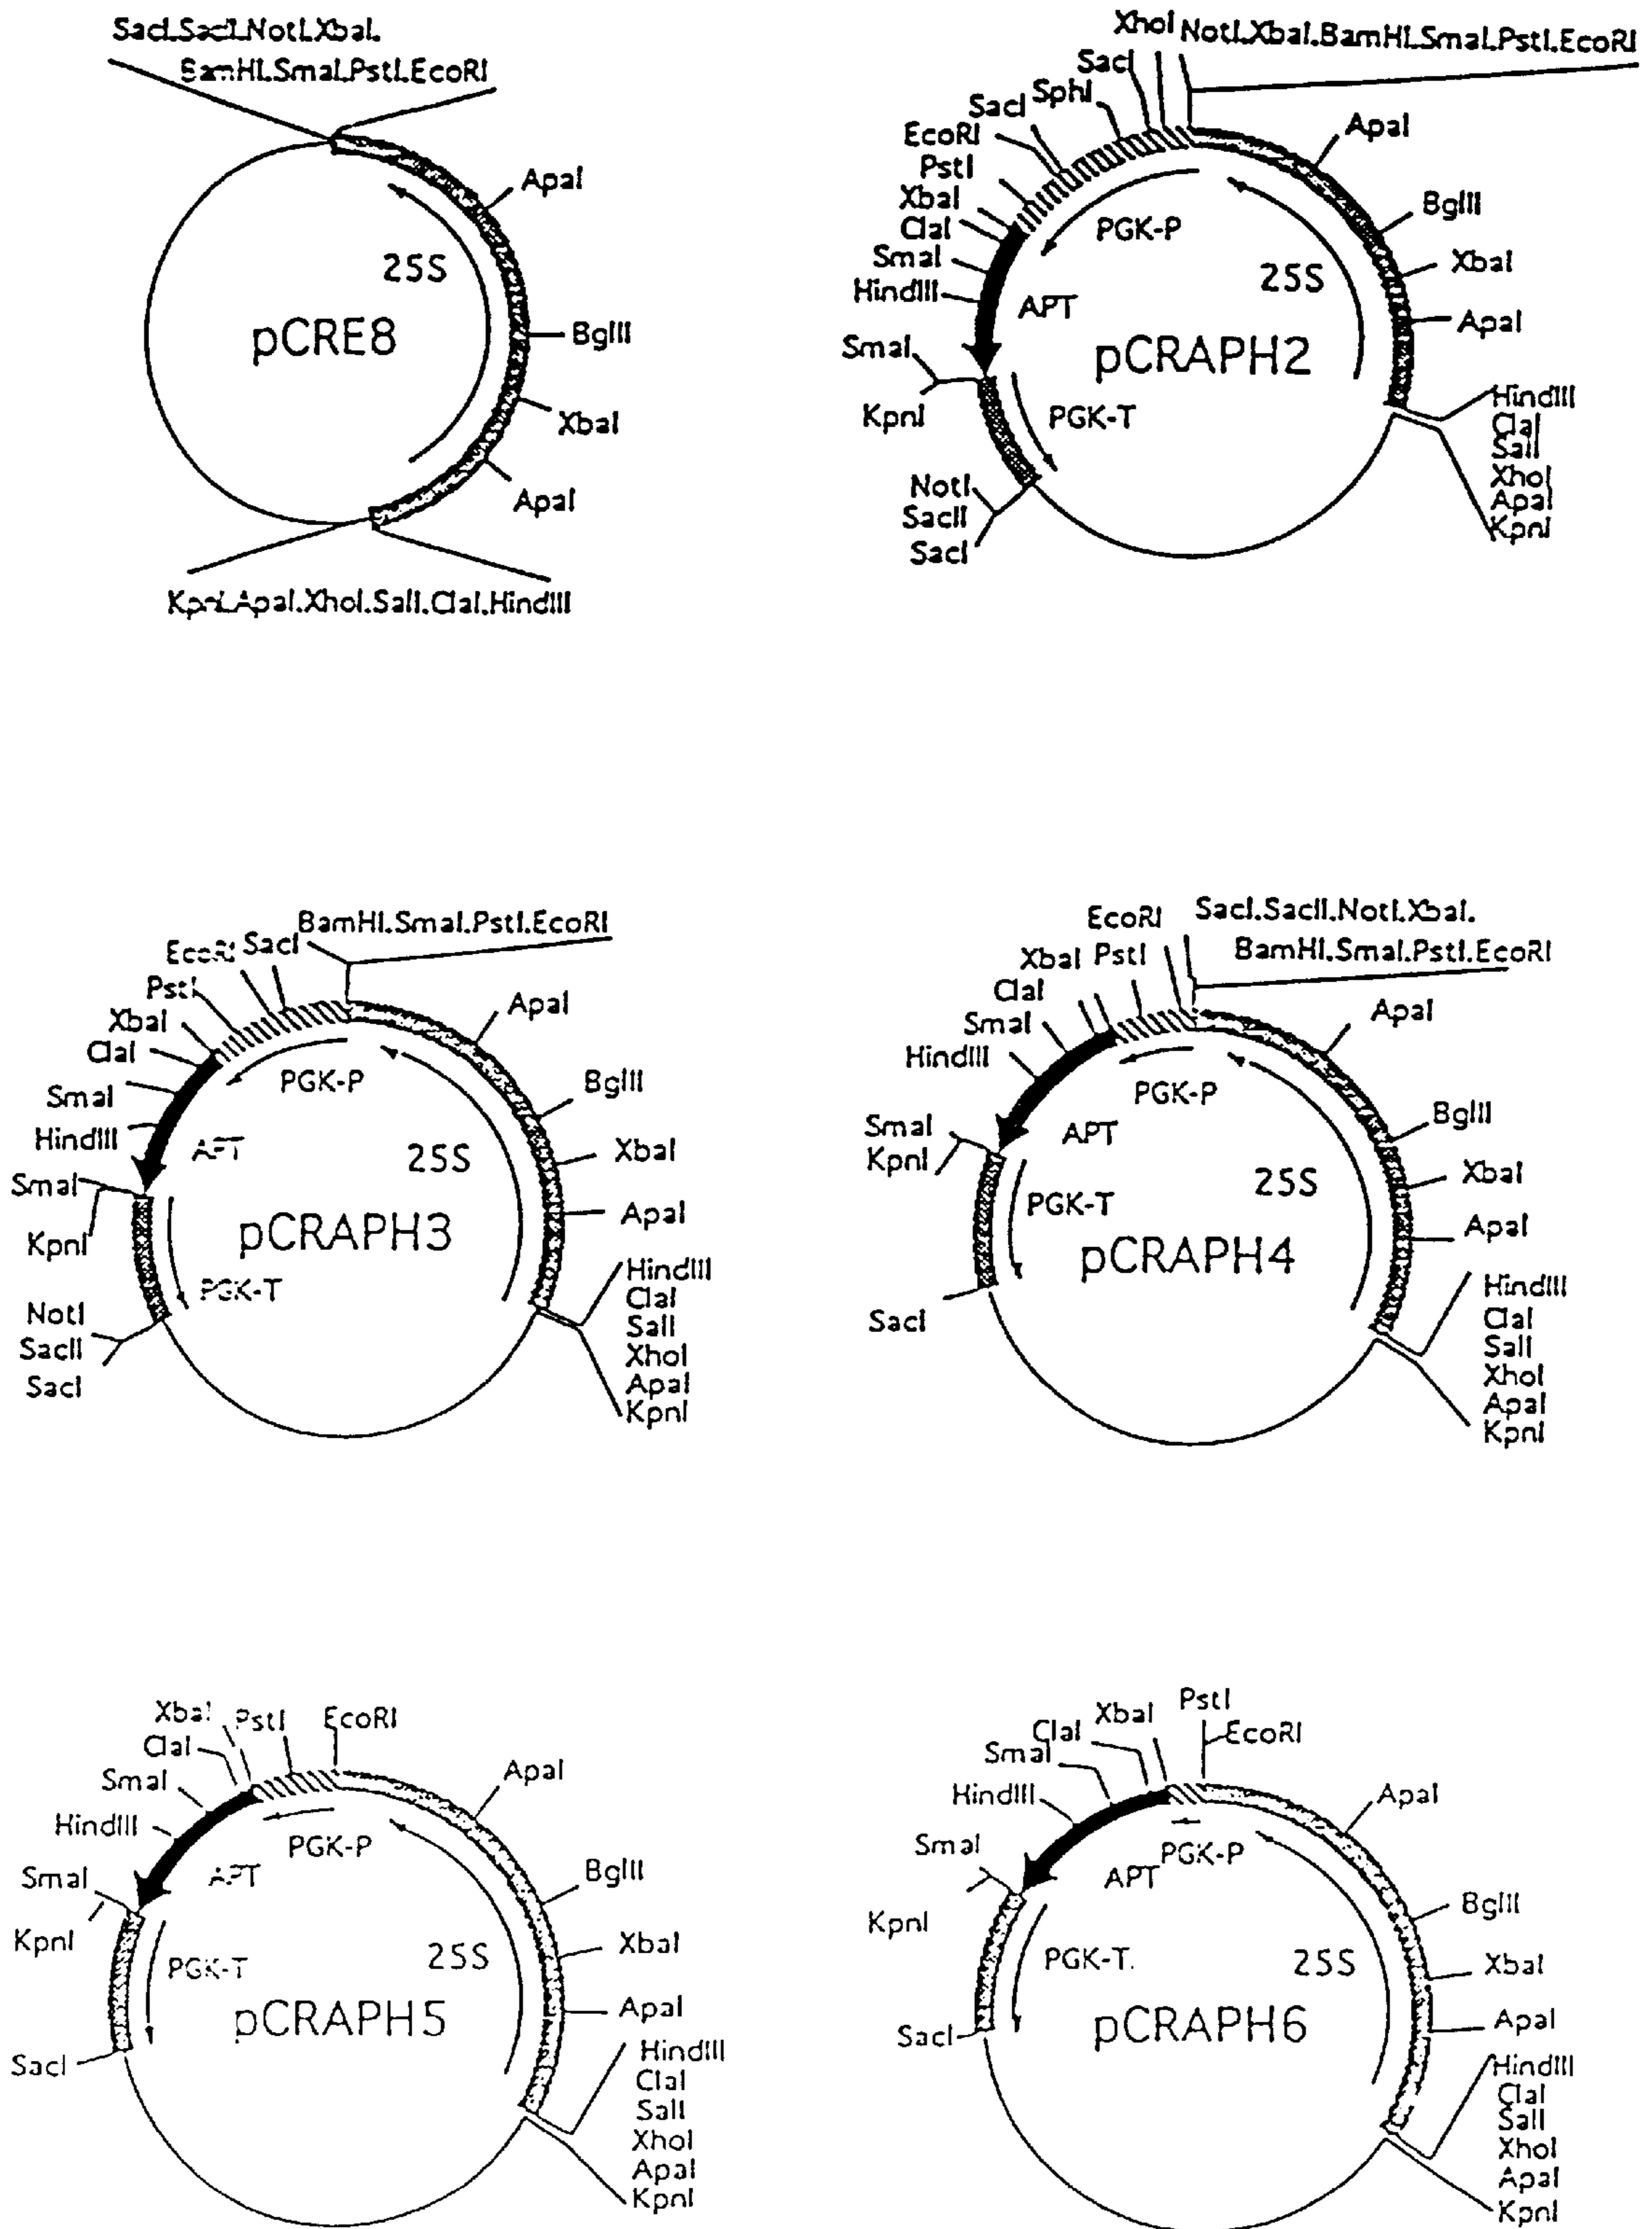 SacI.SacII.NotI.XbaI.
BamHI.SmaI.PstI.EcoRI
ApaI
25S
pCRE8
BglII
XbaI
ApaI
KpnI.ApaI.XhoI.SalI.ClaI.HindIII
XhoI
NotI.XbaI.BamHI.SmaI.PstI.EcoRI
SacI
SphI
SacI
EcoRI
PstI
XbaI
ClaI
SmaI
HindIII
SmaI
KpnI
NotI
SacII
SacI
ApaI
BglII
XbaI
ApaI
PGK-P
25S
APT
pCRAPH2
PGK-T
HindIII
ClaI
SalI
XhoI
ApaI
KpnI
BamHI.SmaI.PstI.EcoRI
SacI
EcoRI
PstI
XbaI
ClaI
SmaI
HindIII
SmaI
KpnI
NotI
SacII
SacI
ApaI
BglII
XbaI
ApaI
PGK-P
APT
25S
pCRAPH3
PGK-T
HindIII
ClaI
SalI
XhoI
ApaI
KpnI
EcoRI
SacI.SacII.NotI.XbaI.
BamHI.SmaI.PstI.EcoRI
XbaI
PstI
ClaI
SmaI
HindIII
SmaI
KpnI
SacI
ApaI
BglII
XbaI
ApaI
PGK-P
APT
25S
PGK-T
pCRAPH4
HindIII
ClaI
SalI
XhoI
ApaI
KpnI
XbaI
PstI
EcoRI
ClaI
SmaI
HindIII
SmaI
KpnI
SacI
ApaI
BglII
XbaI
ApaI
PGK-P
APT
25S
PGK-T
pCRAPH5
HindIII
ClaI
SalI
XhoI
ApaI
KpnI
PstI
XbaI
EcoRI
ClaI
SmaI
HindIII
SmaI
KpnI
SacI
ApaI
BglII
XbaI
ApaI
PGK-P
APT
25S
PGK-T.
pCRAPH6
HindIII
ClaI
SalI
XhoI
ApaI
KpnI